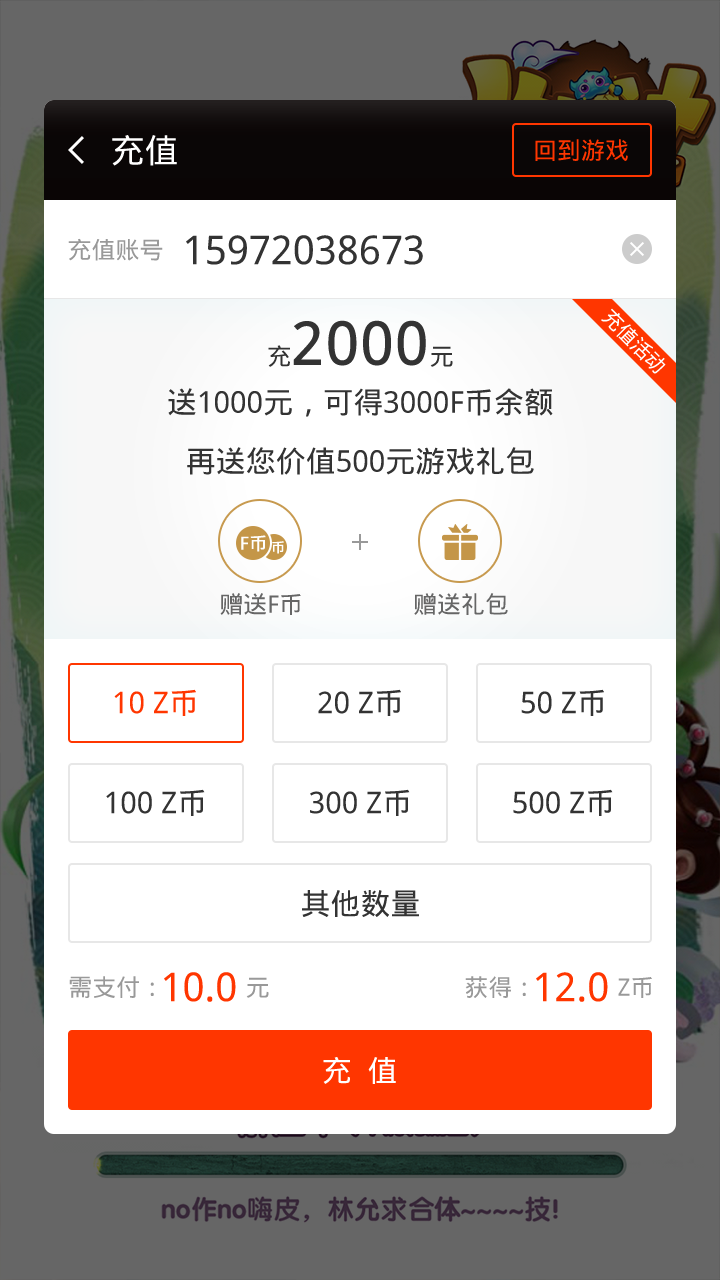 充值
回到游戏
充值账号 15972038673
充值活动
充2000元
送1000元，可得3000F币余额
再送您价值500元游戏礼包
F币 币
+
赠送F币
赠送礼包
10 Z币
20 Z币
50 Z币
100 Z币
300 Z币
500 Z币
其他数量
需支付：10.0 元
获得：12.0 Z币
充 值
no作no嗨皮，林允求合体~~~~技!